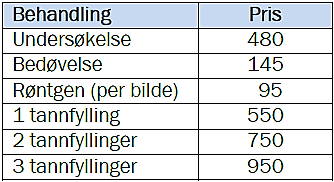 Behandling Pris
Undersøkelse 480
Bedøvelse 145
Røntgen (per bilde) 95
1 tannfylling 550
2 tannfyllinger 750
3 tannfyllinger 950